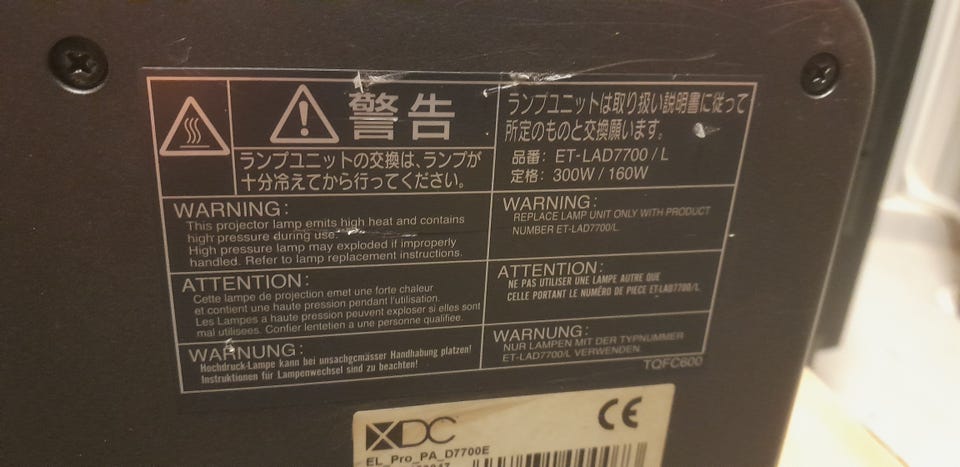 警告
ランプユニットの交換は、ランプが
十分冷えてから行ってください。
ランプユニットは取り扱い説明書に従って
所定のものと交換願います。
品番: ET-LAD7700 / L
定格: 300W / 160W
WARNING:
This projector lamp emits high heat and contains
high pressure during use.
High pressure lamp may exploded if improperly
handled. Refer to lamp replacement instructions.
WARNING:
REPLACE LAMP UNIT ONLY WITH PRODUCT
NUMBER ET-LAD7700/L.
ATTENTION:
Cette lampe de projection emet une forte chaleur
et contient une haute pression pendant l'utilisation.
Les Lampes a haute pression peuvent exploser si elles sont
mal utilisees. Confier lentetien a une personne qualifiee.
ATTENTION:
NE PAS UTILISER UNE LAMPE AUTRE QUE
CELLE PORTANT LE NUMÉRO DE PIECE ET-LAD7700/L.
WARNUNG:
Hochdruck-Lampe kann bei unsachgemässer Handhabung platzen!
Instruktionen für Lampenwechsel sind zu beachten!
WARNUNG:
NUR LAMPEN MIT DER TYPNUMMER
ET-LAD7700/L VERWENDEN.
TQFC600
XDC
CE
EL_Pro_PA_D7700E